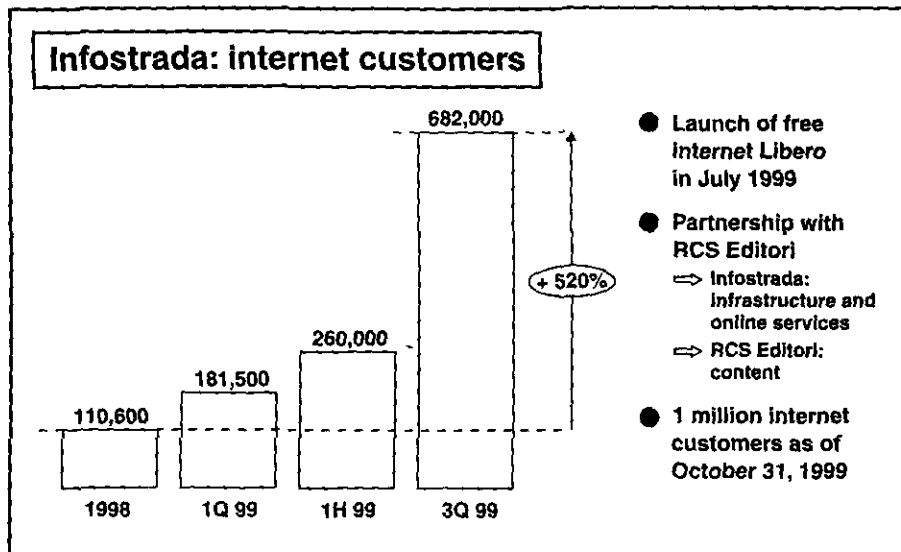 Infostrada: internet customers
682,000
260,000
181,500
110,600
+ 520%
1998
1Q 99
1H 99
3Q 99
Launch of free
internet Libero
in July 1999
Partnership with
RCS Editori
Infostrada:
infrastructure and
online services
RCS Editori:
content
1 million internet
customers as of
October 31, 1999